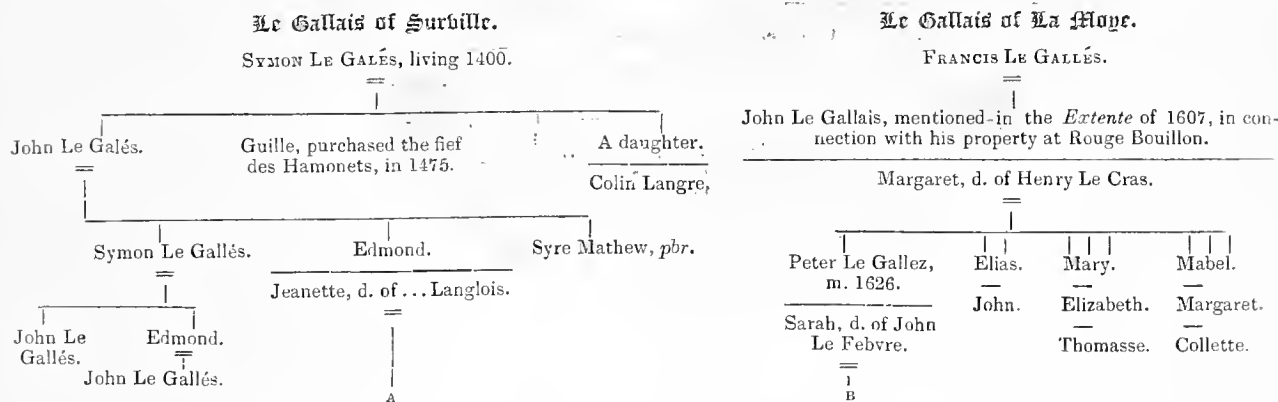 Le Gallais of Surville.
SYMON LE GALÉS, living 1400.
John Le Galés.
Guille, purchased the fief
des Hamonets, in 1475.
A daughter.
Colin Langre,
Symon Le Gallés.
Edmond.
Jeanette, d. of ... Langlois.
Syre Mathew, pbr.
John Le
Gallés.
Edmond.
John Le Gallés.
A
Le Gallais of La Moye.
FRANCIS LE GALLÉS.
John Le Gallais, mentioned in the Extente of 1607, in con-
nection with his property at Rouge Bouillon.
Margaret, d. of Henry Le Cras.
Peter Le Gallez,
m. 1626.
Sarah, d. of John
Le Febvre.
B
Elias.
John.
Mary.
Elizabeth.
Thomasse.
Mabel.
Margaret.
Collette.